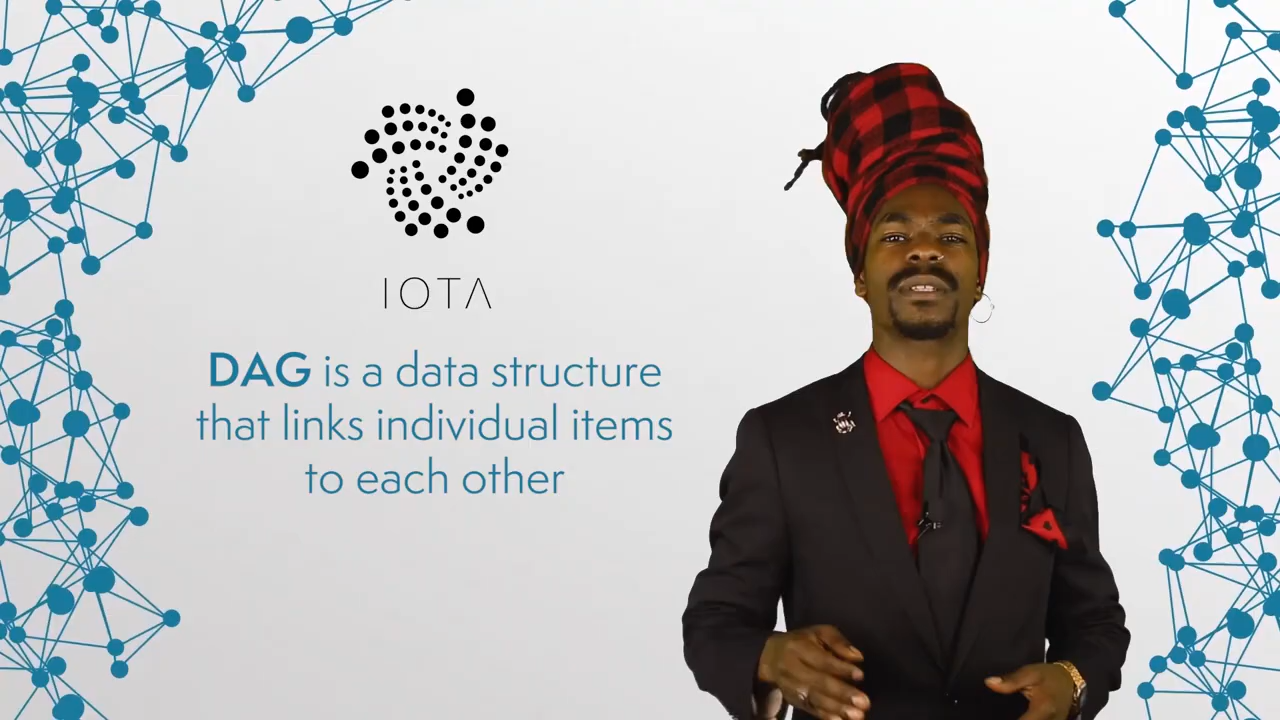 IOTA
DAG is a data structure
that links individual items
to each other